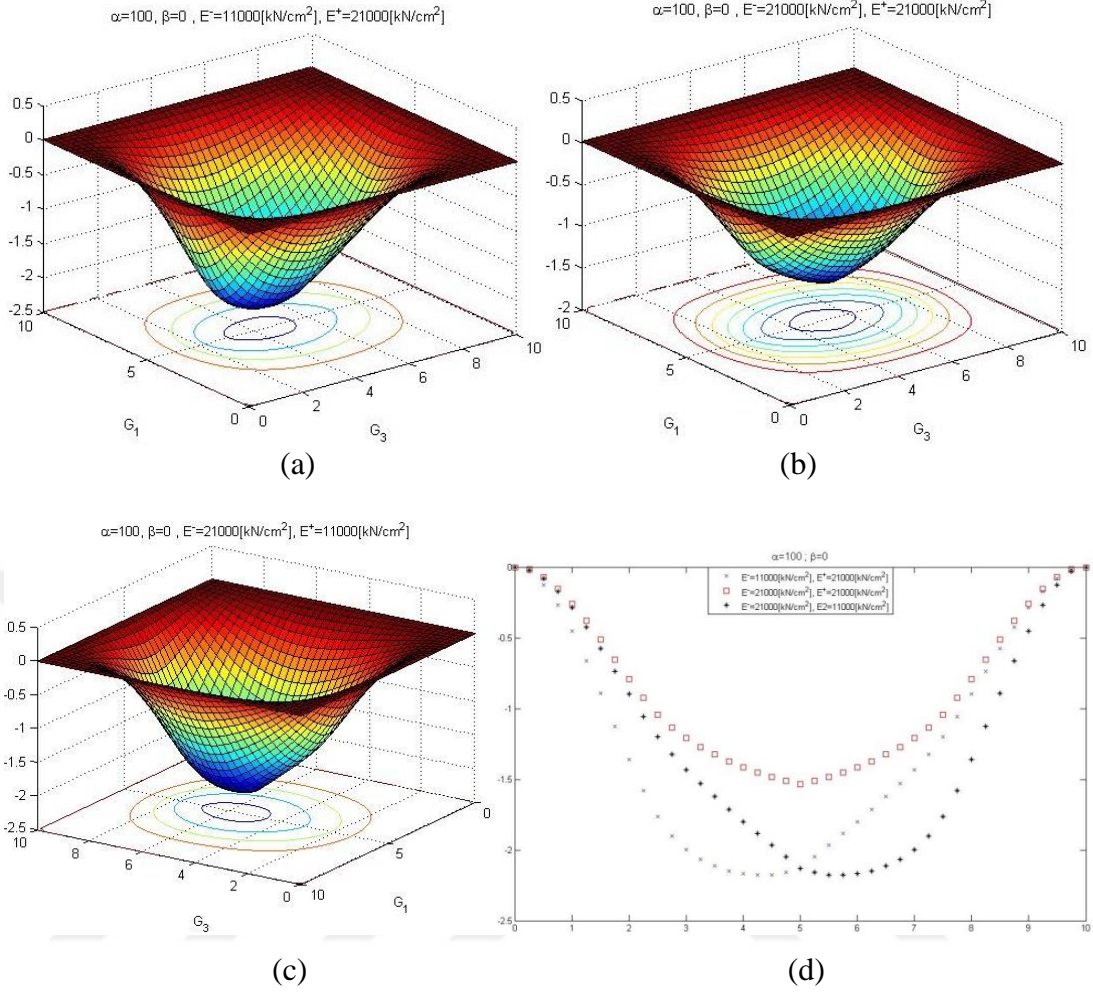 α=100, β=0 , E⁻=11000[kN/cm²], E⁺=21000[kN/cm²]
0.5
0
-0.5
-1
-1.5
-2
-2.5
10
5
0
0
2
4
6
8
10
G₁
G₃
(a)
α=100, β=0 , E⁻=21000[kN/cm²], E⁺=21000[kN/cm²]
0.5
0
-0.5
-1
-1.5
-2
10
5
0
0
2
4
6
8
10
G₁
G₃
(b)
α=100, β=0 , E⁻=21000[kN/cm²], E⁺=11000[kN/cm²]
0.5
0
-0.5
-1
-1.5
-2
-2.5
10
8
6
4
2
0
10
5
0
G₃
G₁
(c)
α=100 ; β=0
E⁻=11000[kN/cm²], E⁺=21000[kN/cm²]
E⁻=21000[kN/cm²], E⁺=21000[kN/cm²]
E⁻=21000[kN/cm²], E2=11000[kN/cm²]
0
-0.5
-1
-1.5
-2
-2.5
0 1 2 3 4 5 6 7 8 9 10
(d)